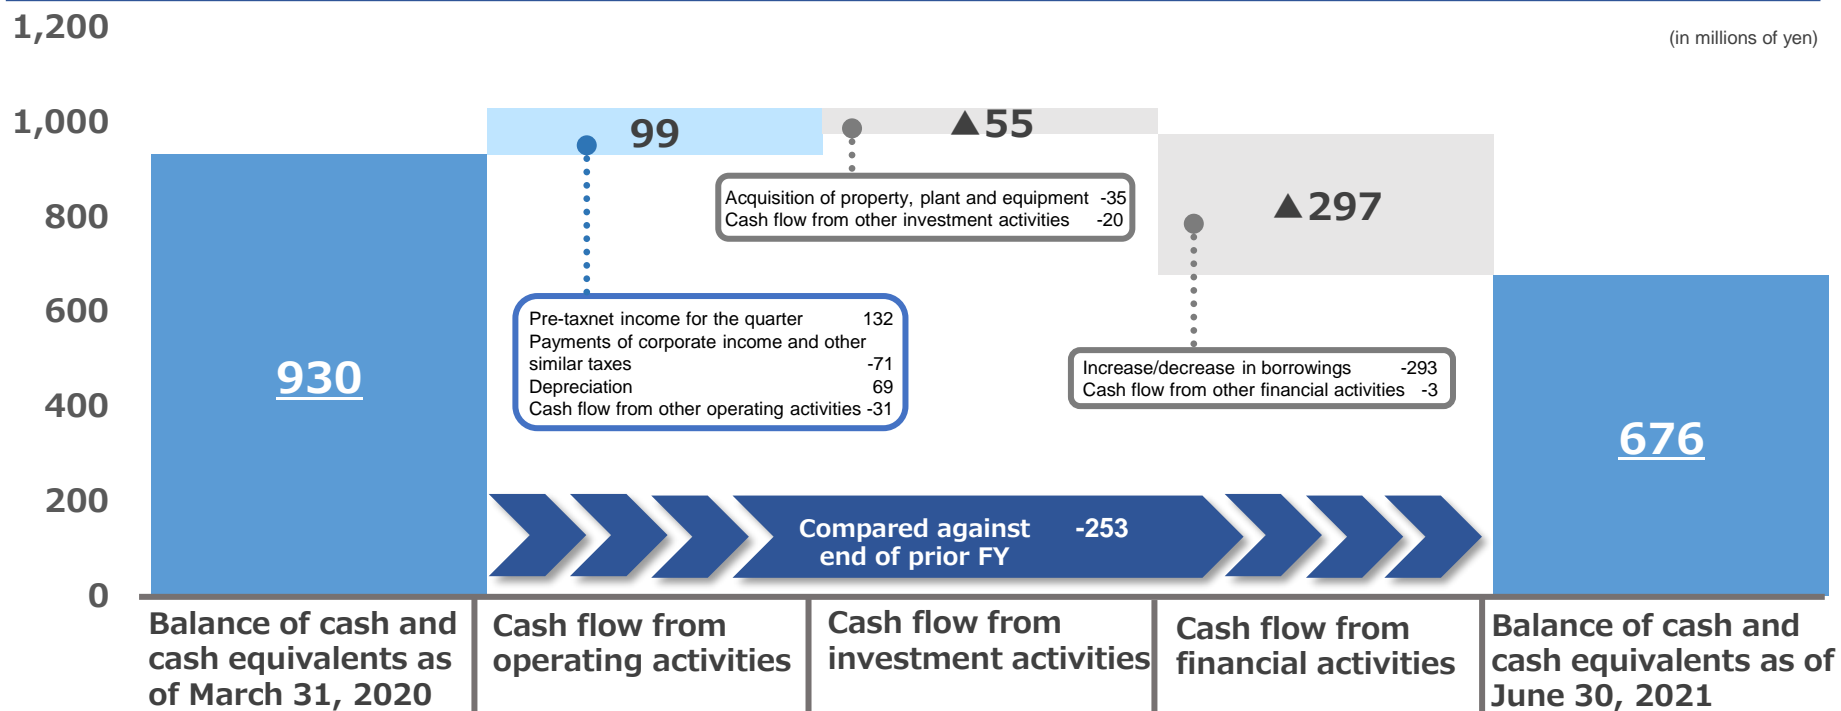 1,200
(in millions of yen)
1,000
800
600
400
200
0
99
▲55
▲297
Acquisition of property, plant and equipment -35
Cash flow from other investment activities -20
Pre-taxnet income for the quarter 132
Payments of corporate income and other
similar taxes -71
Depreciation 69
Cash flow from other operating activities -31
Increase/decrease in borrowings -293
Cash flow from other financial activities -3
930
676
Compared against -253
end of prior FY
Balance of cash and
cash equivalents as
of March 31, 2020
Cash flow from
operating activities
Cash flow from
investment activities
Cash flow from
financial activities
Balance of cash and
cash equivalents as of
June 30, 2021